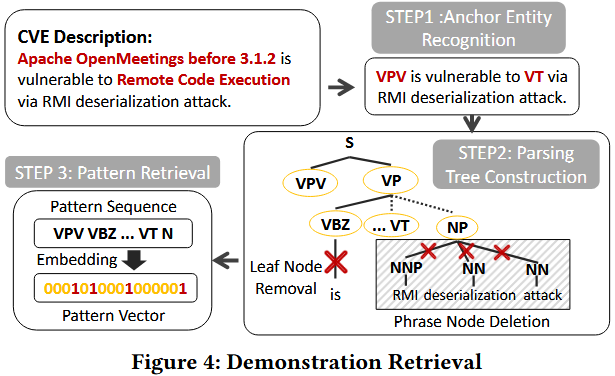 CVE Description:
Apache OpenMeetings before 3.1.2 is
vulnerable to Remote Code Execution
via RMI deserialization attack.
STEP1 :Anchor Entity
Recognition
VPV is vulnerable to VT via
RMI deserialization attack.
STEP2: Parsing
Tree Construction
S
VPV
VP
VBZ
... VT
NP
Leaf Node
Removal
is
NNP
NN
NN
RMI
deserialization
attack
Phrase Node Deletion
STEP 3: Pattern Retrieval
Pattern Sequence
VPV VBZ ... VT N
Embedding
0001010001000001
Pattern Vector
Figure 4: Demonstration Retrieval